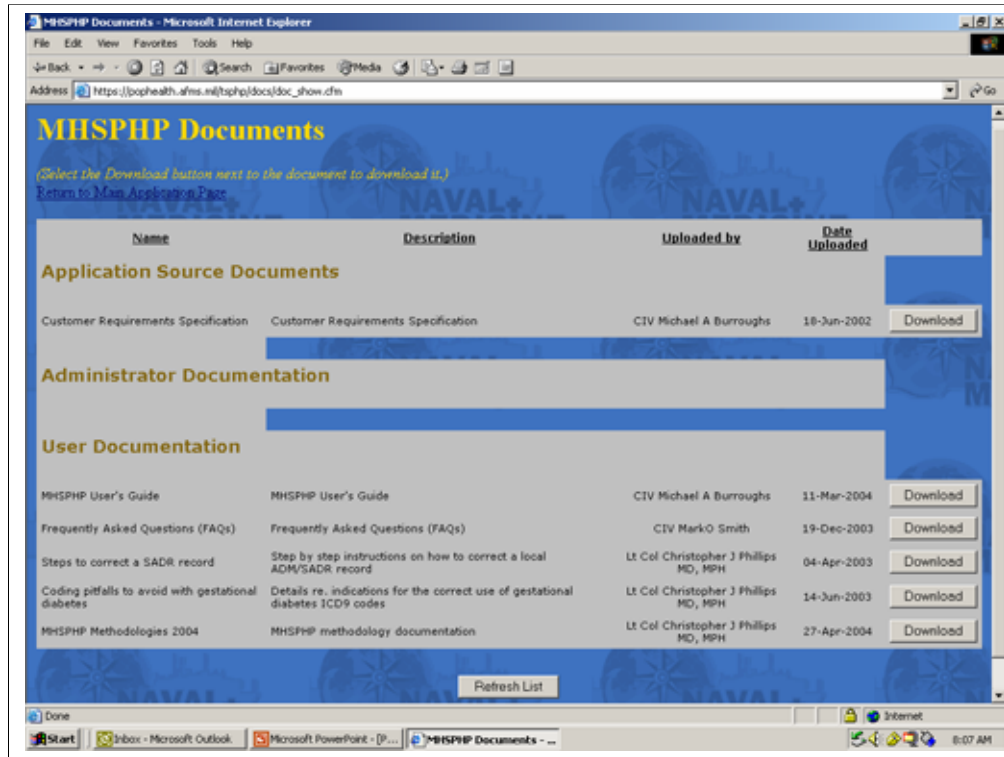 MHSPHP Documents - Microsoft Internet Explorer
File Edit View Favorites Tools Help
Back Search Favorites Media
Address https://pophealth.afms.mil/tsphp/docs/doc_show.cfm Go
MHSPHP Documents
(Select the Download button next to the document to download it.)
Return to Main Application Page
Name Description Uploaded by Date Uploaded
Application Source Documents
Customer Requirements Specification Customer Requirements Specification CIV Michael A Burroughs 18-Jun-2002 Download
Administrator Documentation
User Documentation
MHSPHP User's Guide MHSPHP User's Guide CIV Michael A Burroughs 11-Mar-2004 Download
Frequently Asked Questions (FAQs) Frequently Asked Questions (FAQs) CIV MarkO Smith 19-Dec-2003 Download
Steps to correct a SADR record Step by step instructions on how to correct a local ADM/SADR record Lt Col Christopher J Phillips MD, MPH 04-Apr-2003 Download
Coding pitfalls to avoid with gestational diabetes Details re. indications for the correct use of gestational diabetes ICD9 codes Lt Col Christopher J Phillips MD, MPH 14-Jun-2003 Download
MHSPHP Methodologies 2004 MHSPHP methodology documentation Lt Col Christopher J Phillips MD, MPH 27-Apr-2004 Download
NAVAL NAVAL NAVAL
Refresh List
Done Internet
Start Inbox - Microsoft Outlook Microsoft PowerPoint - [P... MHSPHP Documents - ... 8:07 AM